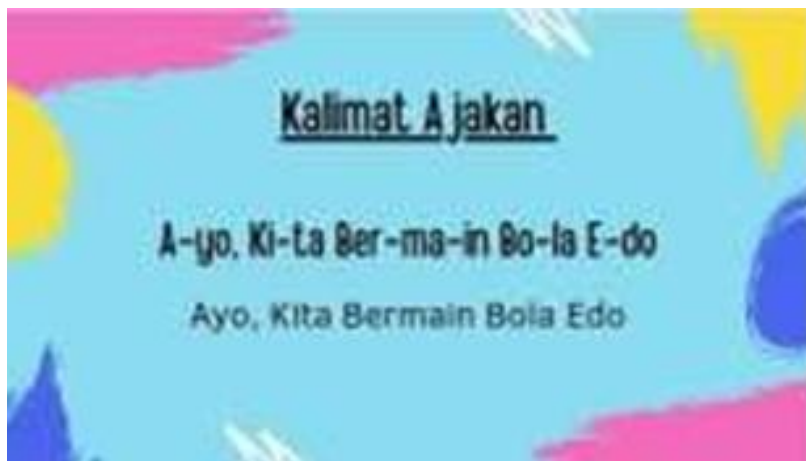 Kalimat Ajakan
A-yo, Ki-ta Ber-ma-in Bo-la E-do
Ayo, Kita Bermain Bola Edo